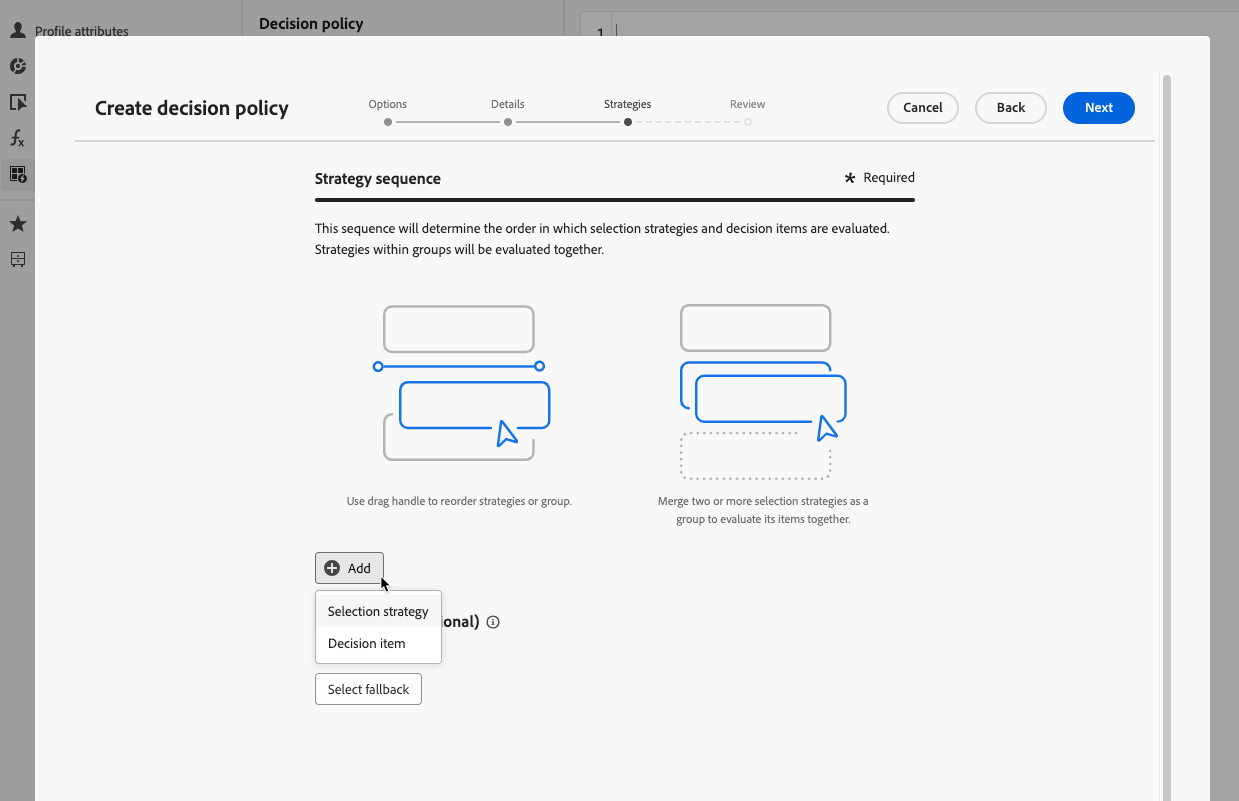 Profile attributes
Decision policy
1
Create decision policy
Options
Details
Strategies
Review
Cancel
Back
Next
Strategy sequence
* Required
This sequence will determine the order in which selection strategies and decision items are evaluated.
Strategies within groups will be evaluated together.
Use drag handle to reorder strategies or group.
Merge two or more selection strategies as a
group to evaluate its items together.
Add
Selection strategy
ional)
Decision item
Select fallback